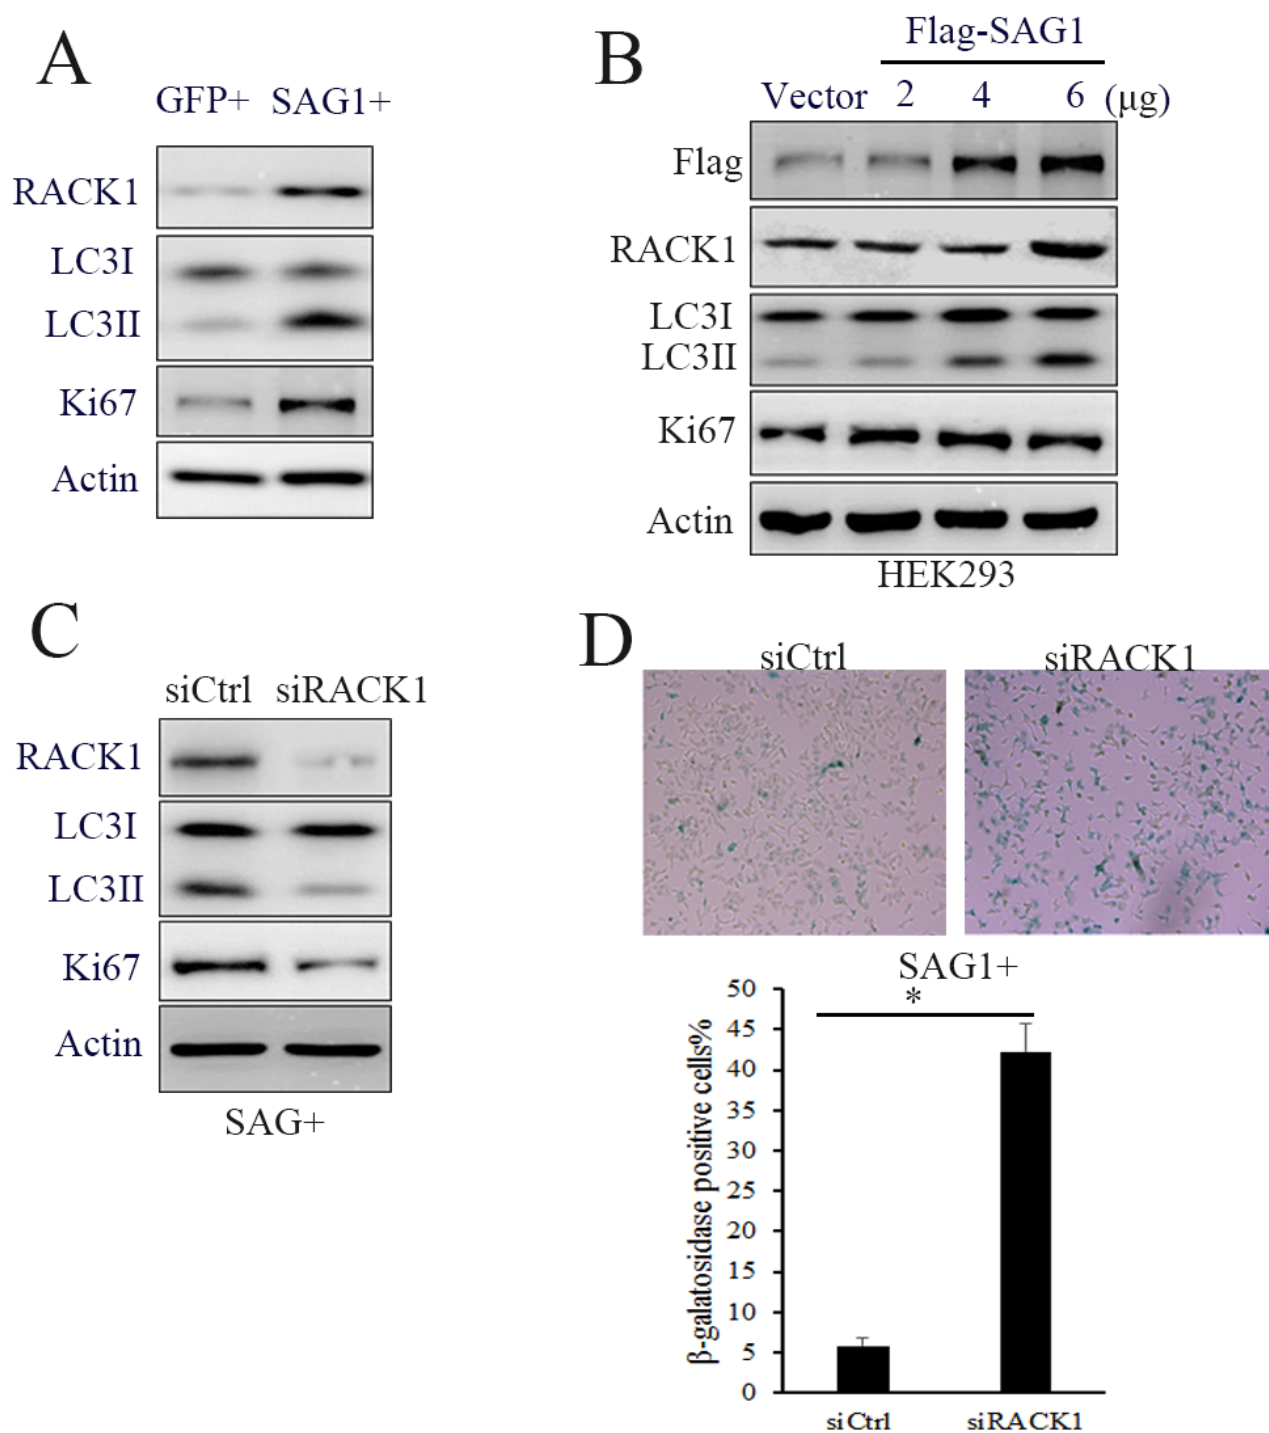 A
GFP+ SAG1+
RACK1
LC3I
LC3II
Ki67
Actin
B
Flag-SAG1
Vector 2 4 6 (µg)
Flag
RACK1
LC3I
LC3II
Ki67
Actin
HEK293
C
siCtrl siRACK1
RACK1
LC3I
LC3II
Ki67
Actin
SAG+
D
siCtrl siRACK1
SAG1+
*
β-galatosidase positive cells%
50
45
40
35
30
25
20
15
10
5
0
siCtrl siRACK1